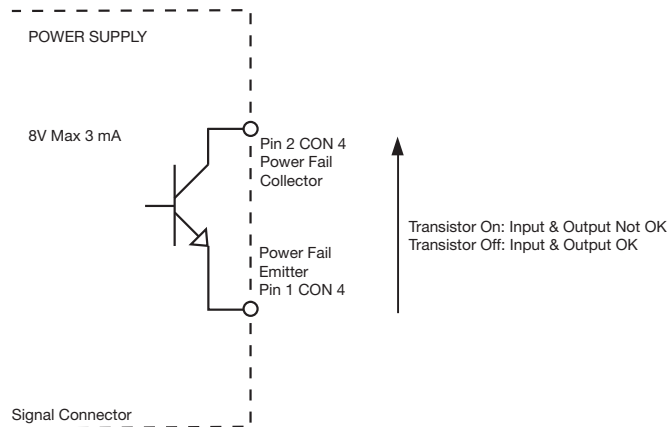 POWER SUPPLY
8V Max 3 mA
Pin 2 CON 4
Power Fail
Collector
Transistor On: Input & Output Not OK
Transistor Off: Input & Output OK
Power Fail
Emitter
Pin 1 CON 4
Signal Connector